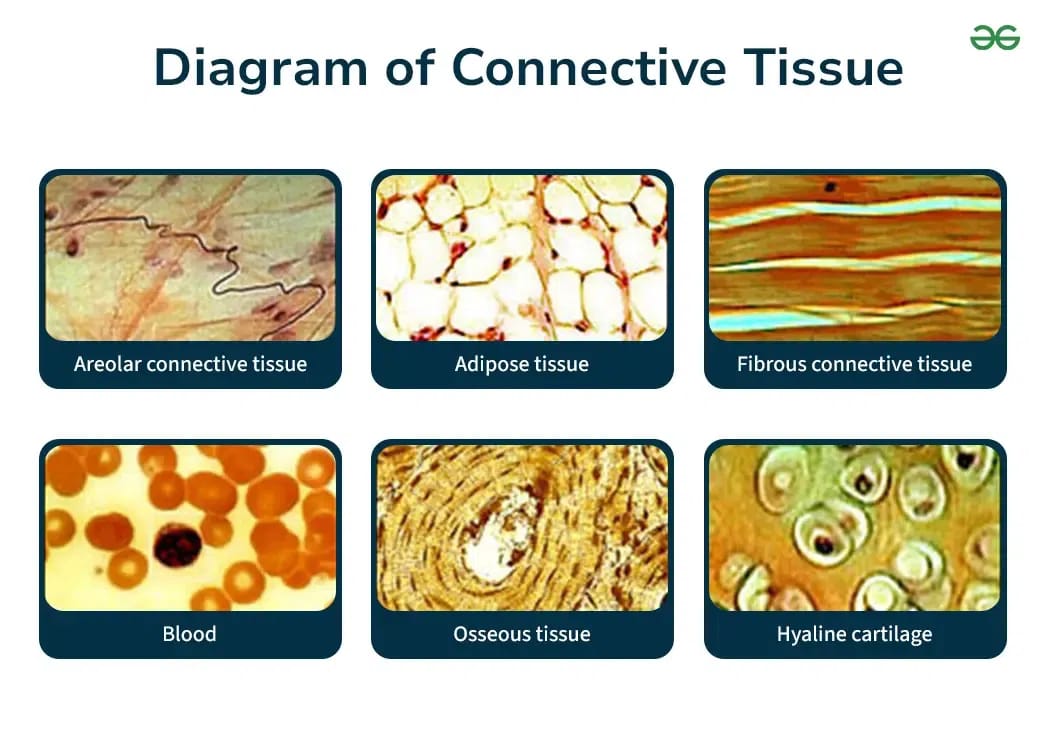 Diagram of Connective Tissue
Areolar connective tissue
Adipose tissue
Fibrous connective tissue
Blood
Osseous tissue
Hyaline cartilage